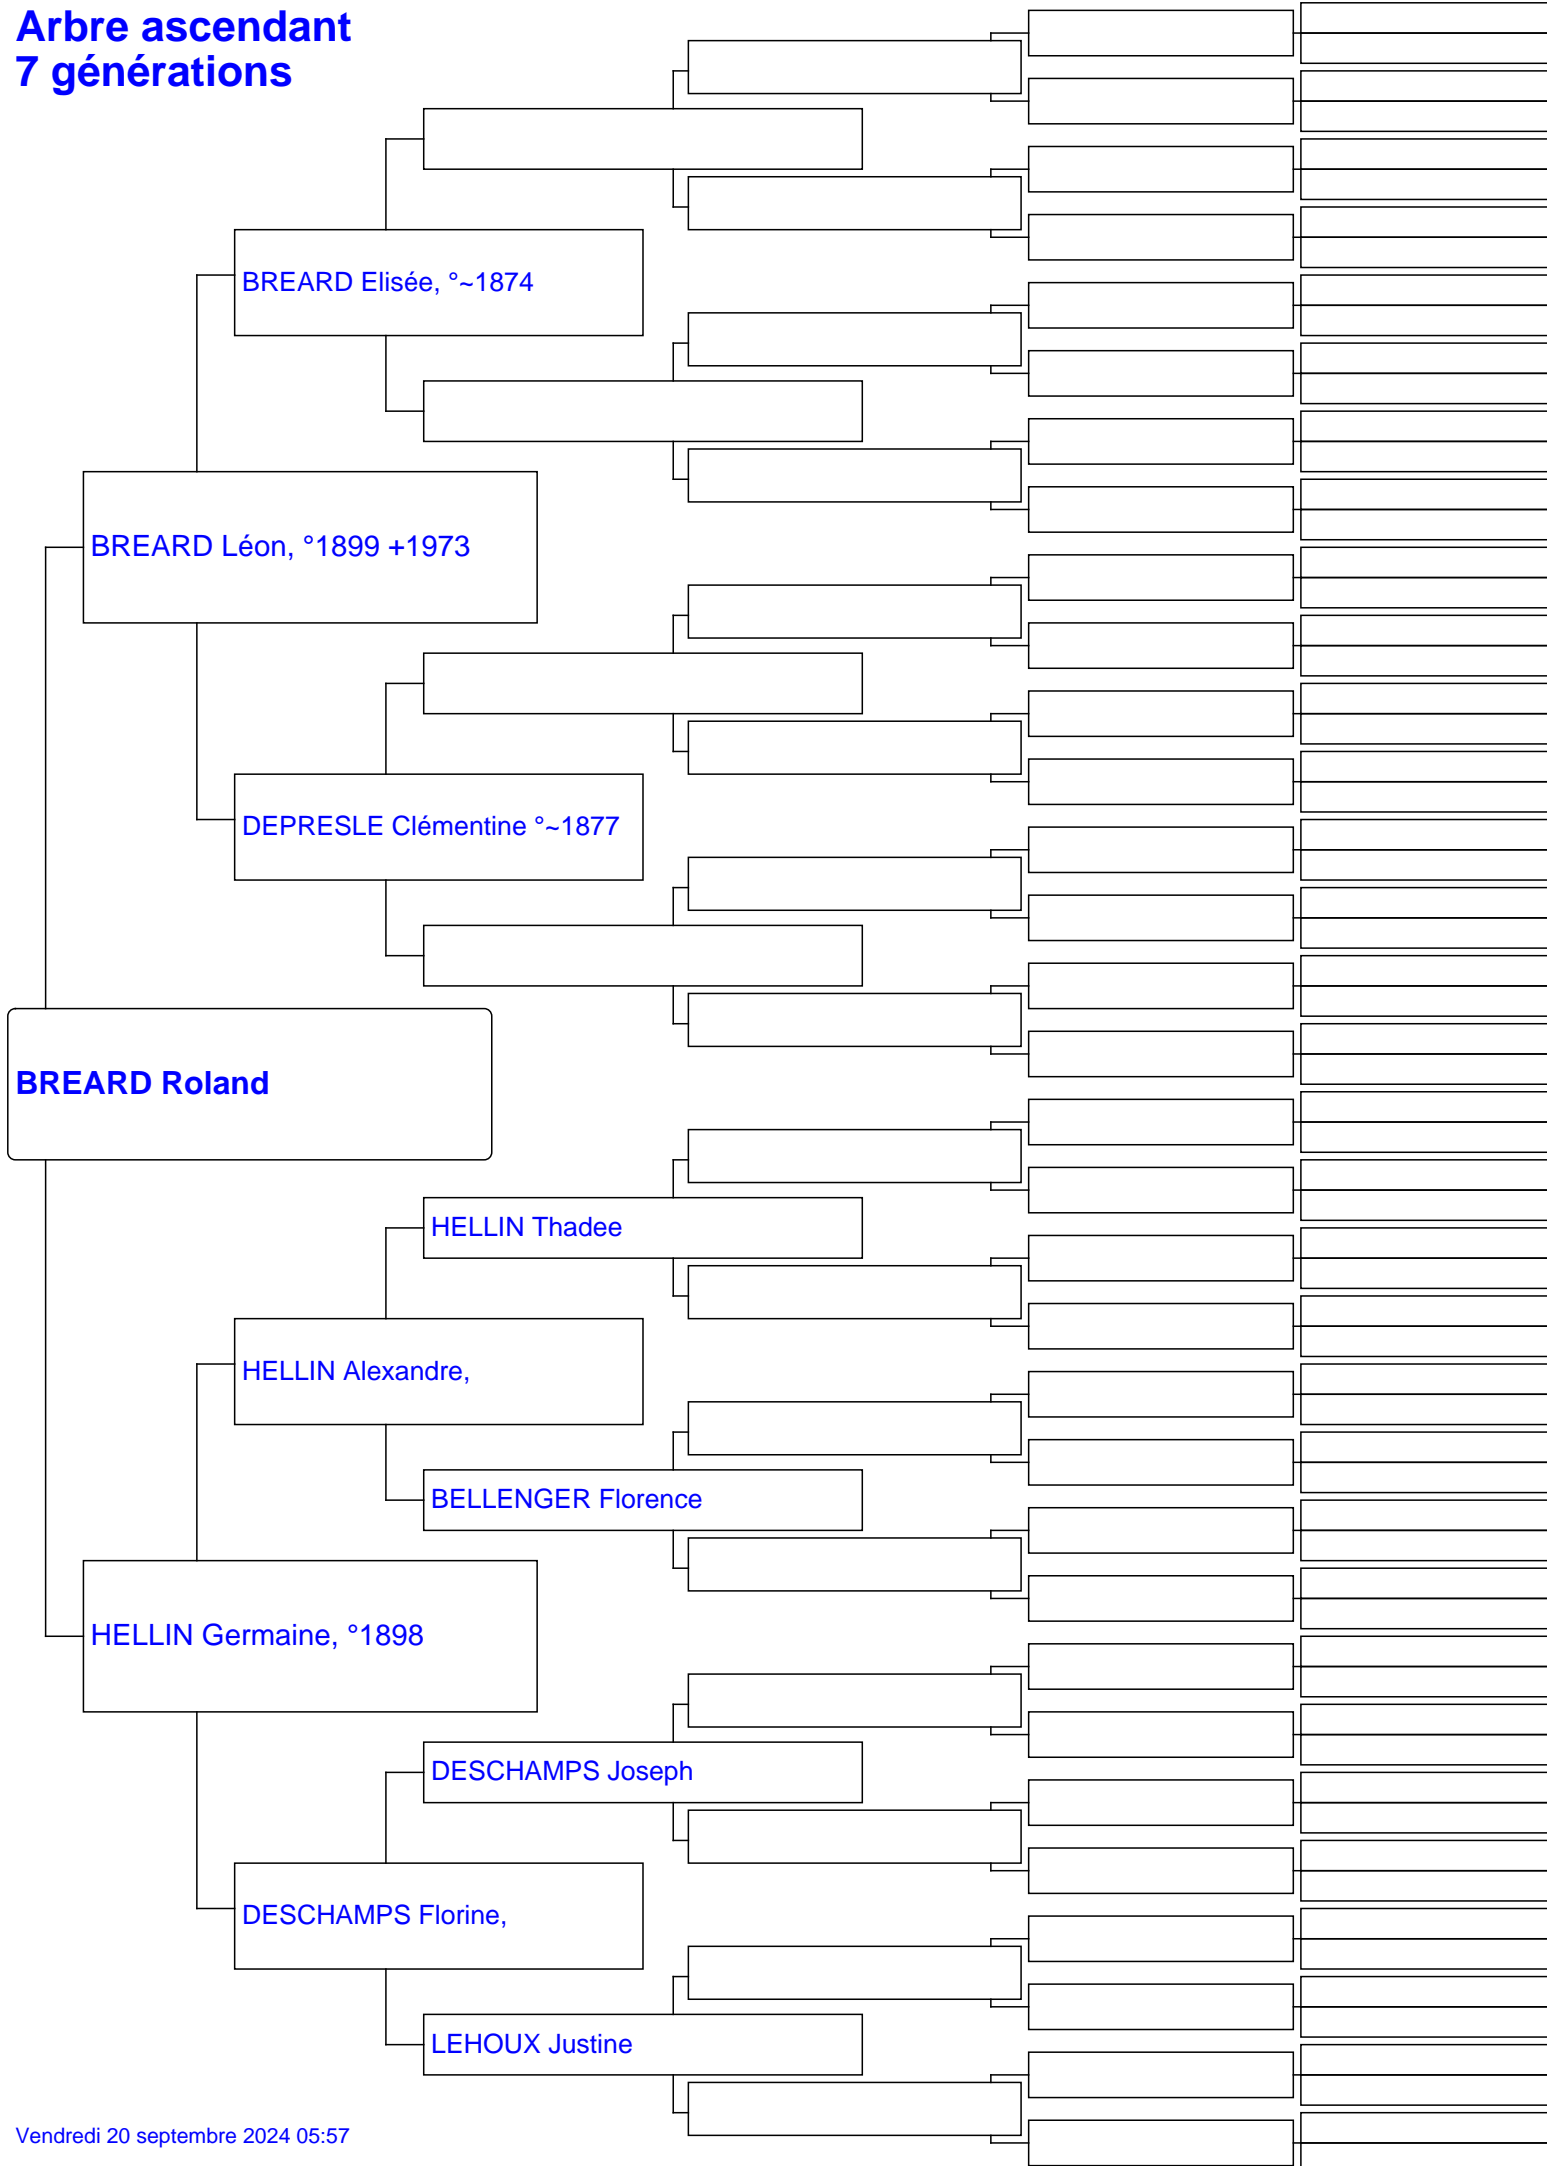 Arbre ascendant
7 générations
BREARD Elisée, °~1874
BREARD Léon, °1899 +1973
DEPRESLE Clémentine °~1877
BREARD Roland
HELLIN Thadee
HELLIN Alexandre,
BELLENGER Florence
HELLIN Germaine, °1898
DESCHAMPS Joseph
DESCHAMPS Florine,
LEHOUX Justine
Vendredi 20 septembre 2024 05:57